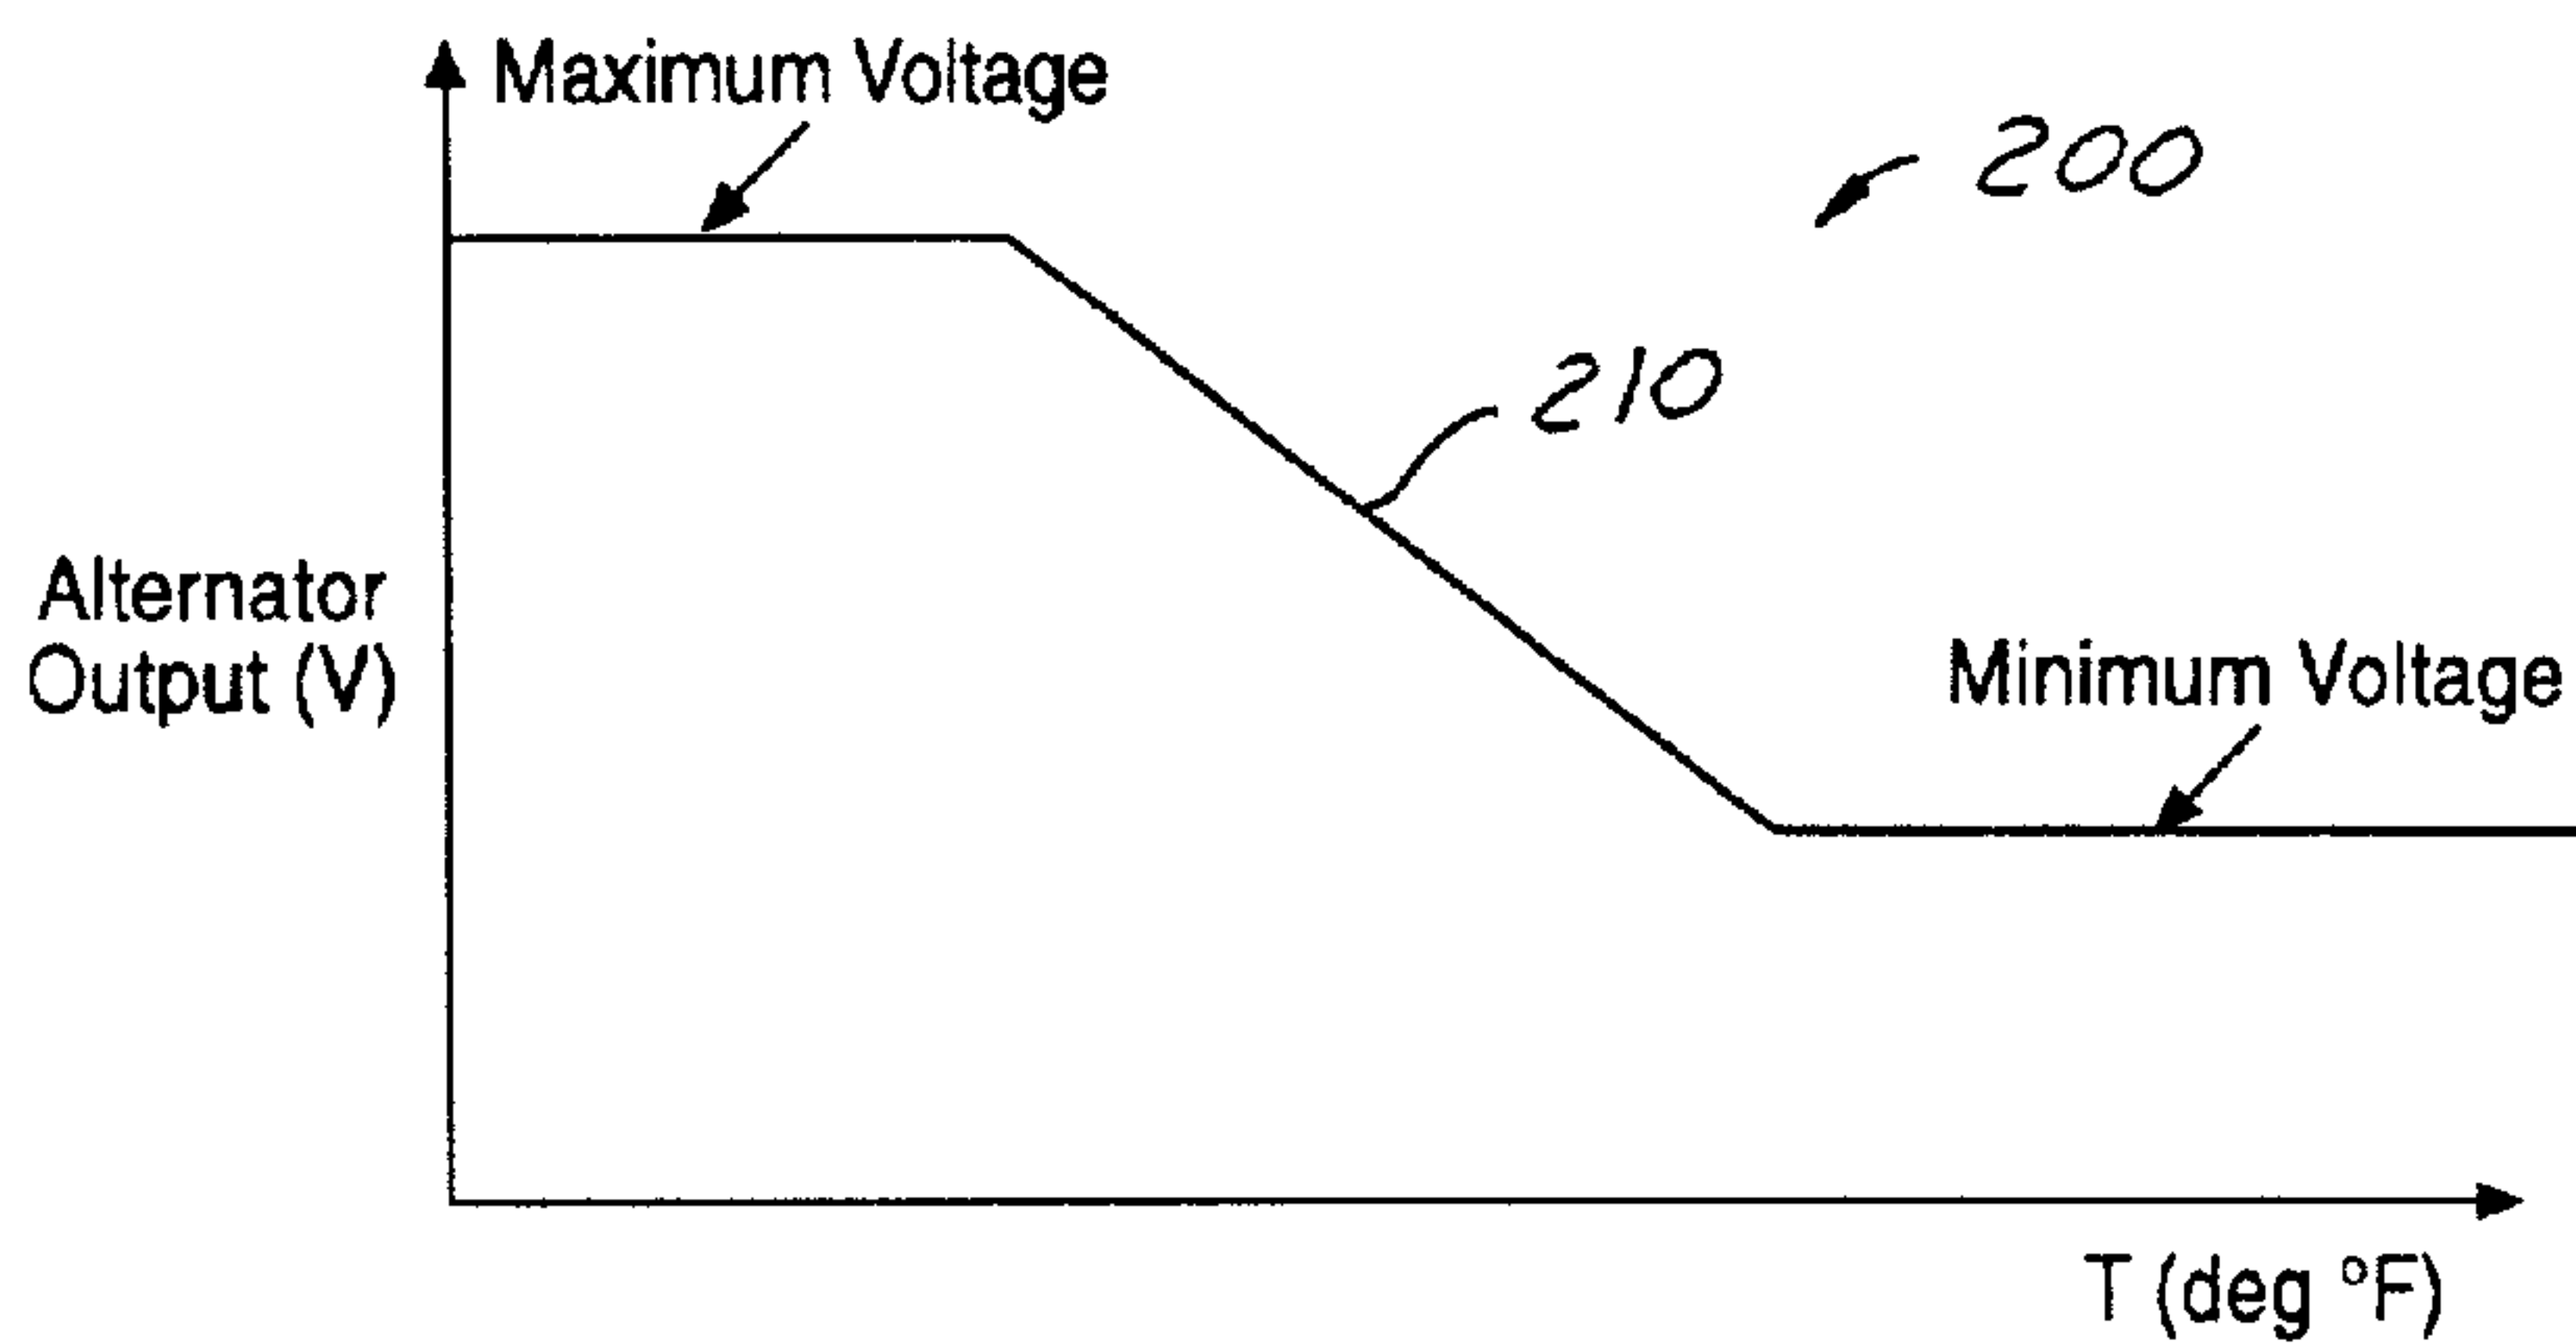 Maximum Voltage
200
210
Alternator
Output (V)
Minimum Voltage
T (deg °F)